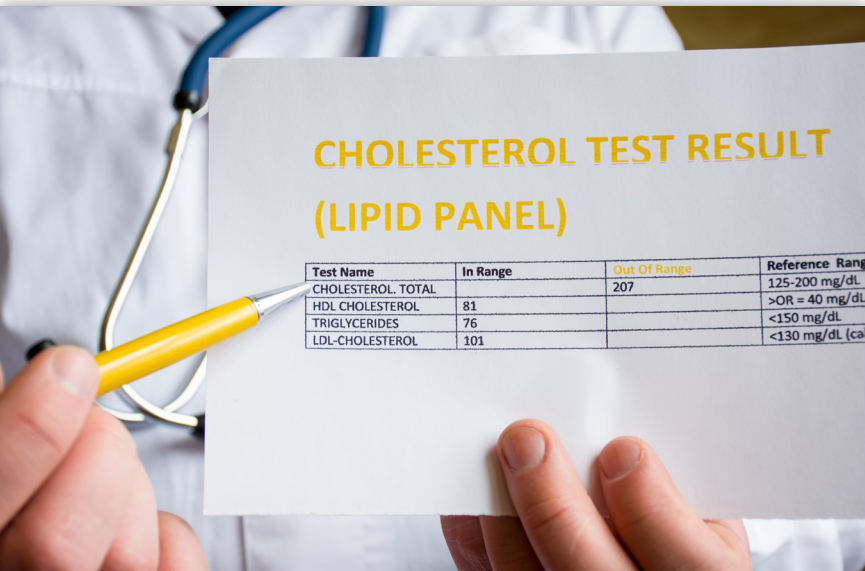 CHOLESTEROL TEST RESULT
(LIPID PANEL)
Test Name In Range Out Of Range Reference
CHOLESTEROL. TOTAL 207 125-200 mg/dL
HDL CHOLESTEROL 81 >OR = 40 mg/dL
TRIGLYCERIDES 76 <150 mg/dL
LDL-CHOLESTEROL 101 <130 mg/dL